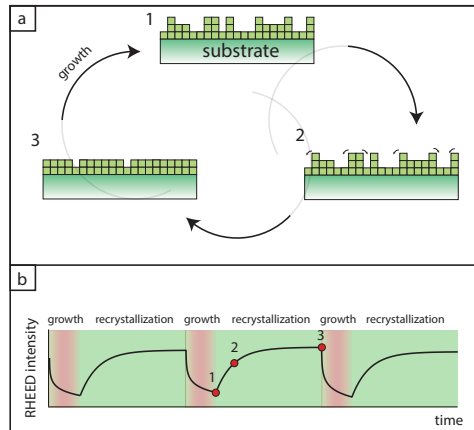 a
1
substrate
growth
2
3
b
growth recrystallization growth recrystallization growth recrystallization
RHEED intensity
1
2
3
time